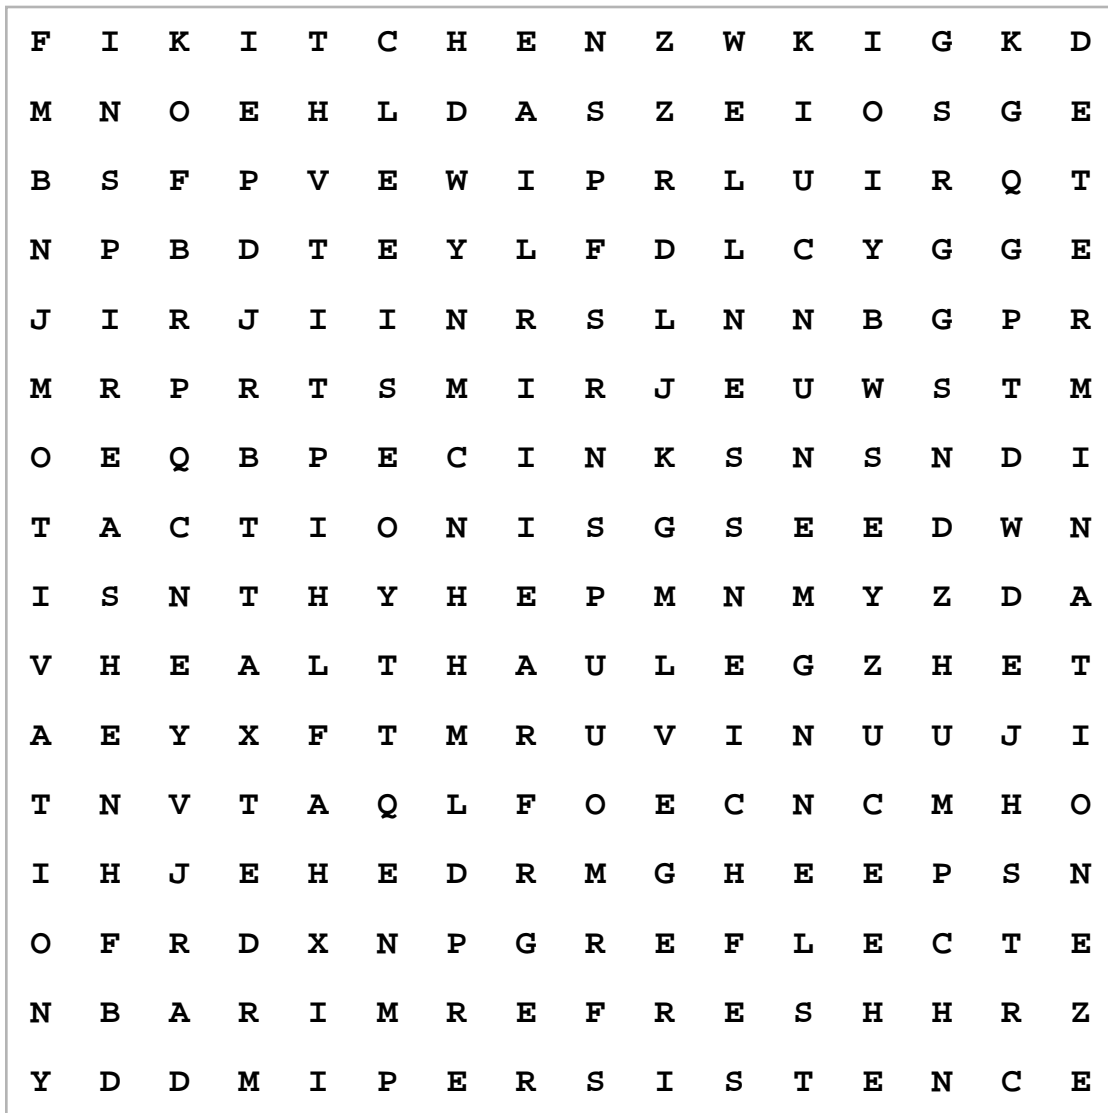 F I K I T C H E N Z W K I G K D
M N O E H L D A S Z E I O S G E
B S F P V E W I P R L U I R Q T
N P B D T E Y L F D L C Y G G E
J I R J I I N R S L N N B G P R
M R P R T S M I R J E U W S T M
O E Q B P E C I N K S N S N D I
T A C T I O N I S G S E E D W N
I S N T H Y H E P M N M Y Z D A
V H E A L T H A U L E G Z H E T
A E Y X F T M R U V I N U U J I
T N V T A Q L F O E C N C M H O
I H J E H E D R M G H E E P S N
O F R D X N P G R E F L E C T E
N B A R I M R E F R E S H H R Z
Y D D M I P E R S I S T E N C E